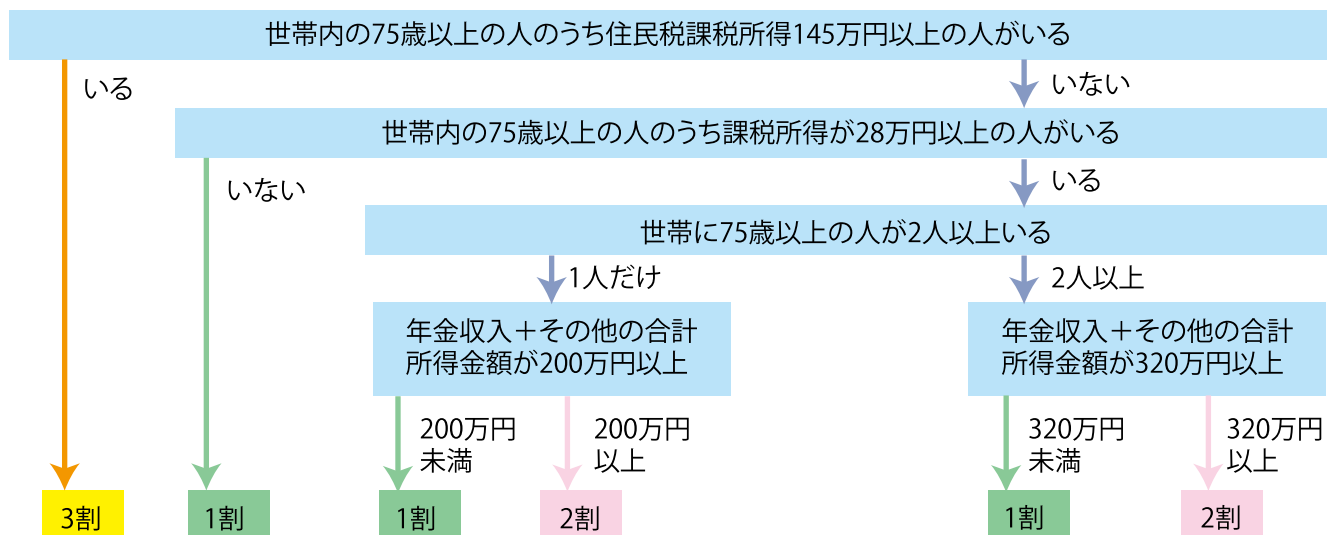 世帯内の75歳以上の人のうち住民税課税所得145万円以上の人がいる
いる
いない
世帯内の75歳以上の人のうち課税所得が28万円以上の人がいる
いない
いる
世帯に75歳以上の人が2人以上いる
1人だけ
2人以上
年金収入＋その他の合計
所得金額が200万円以上
年金収入＋その他の合計
所得金額が320万円以上
200万円
未満
200万円
以上
320万円
未満
320万円
以上
3割
1割
1割
2割
1割
2割